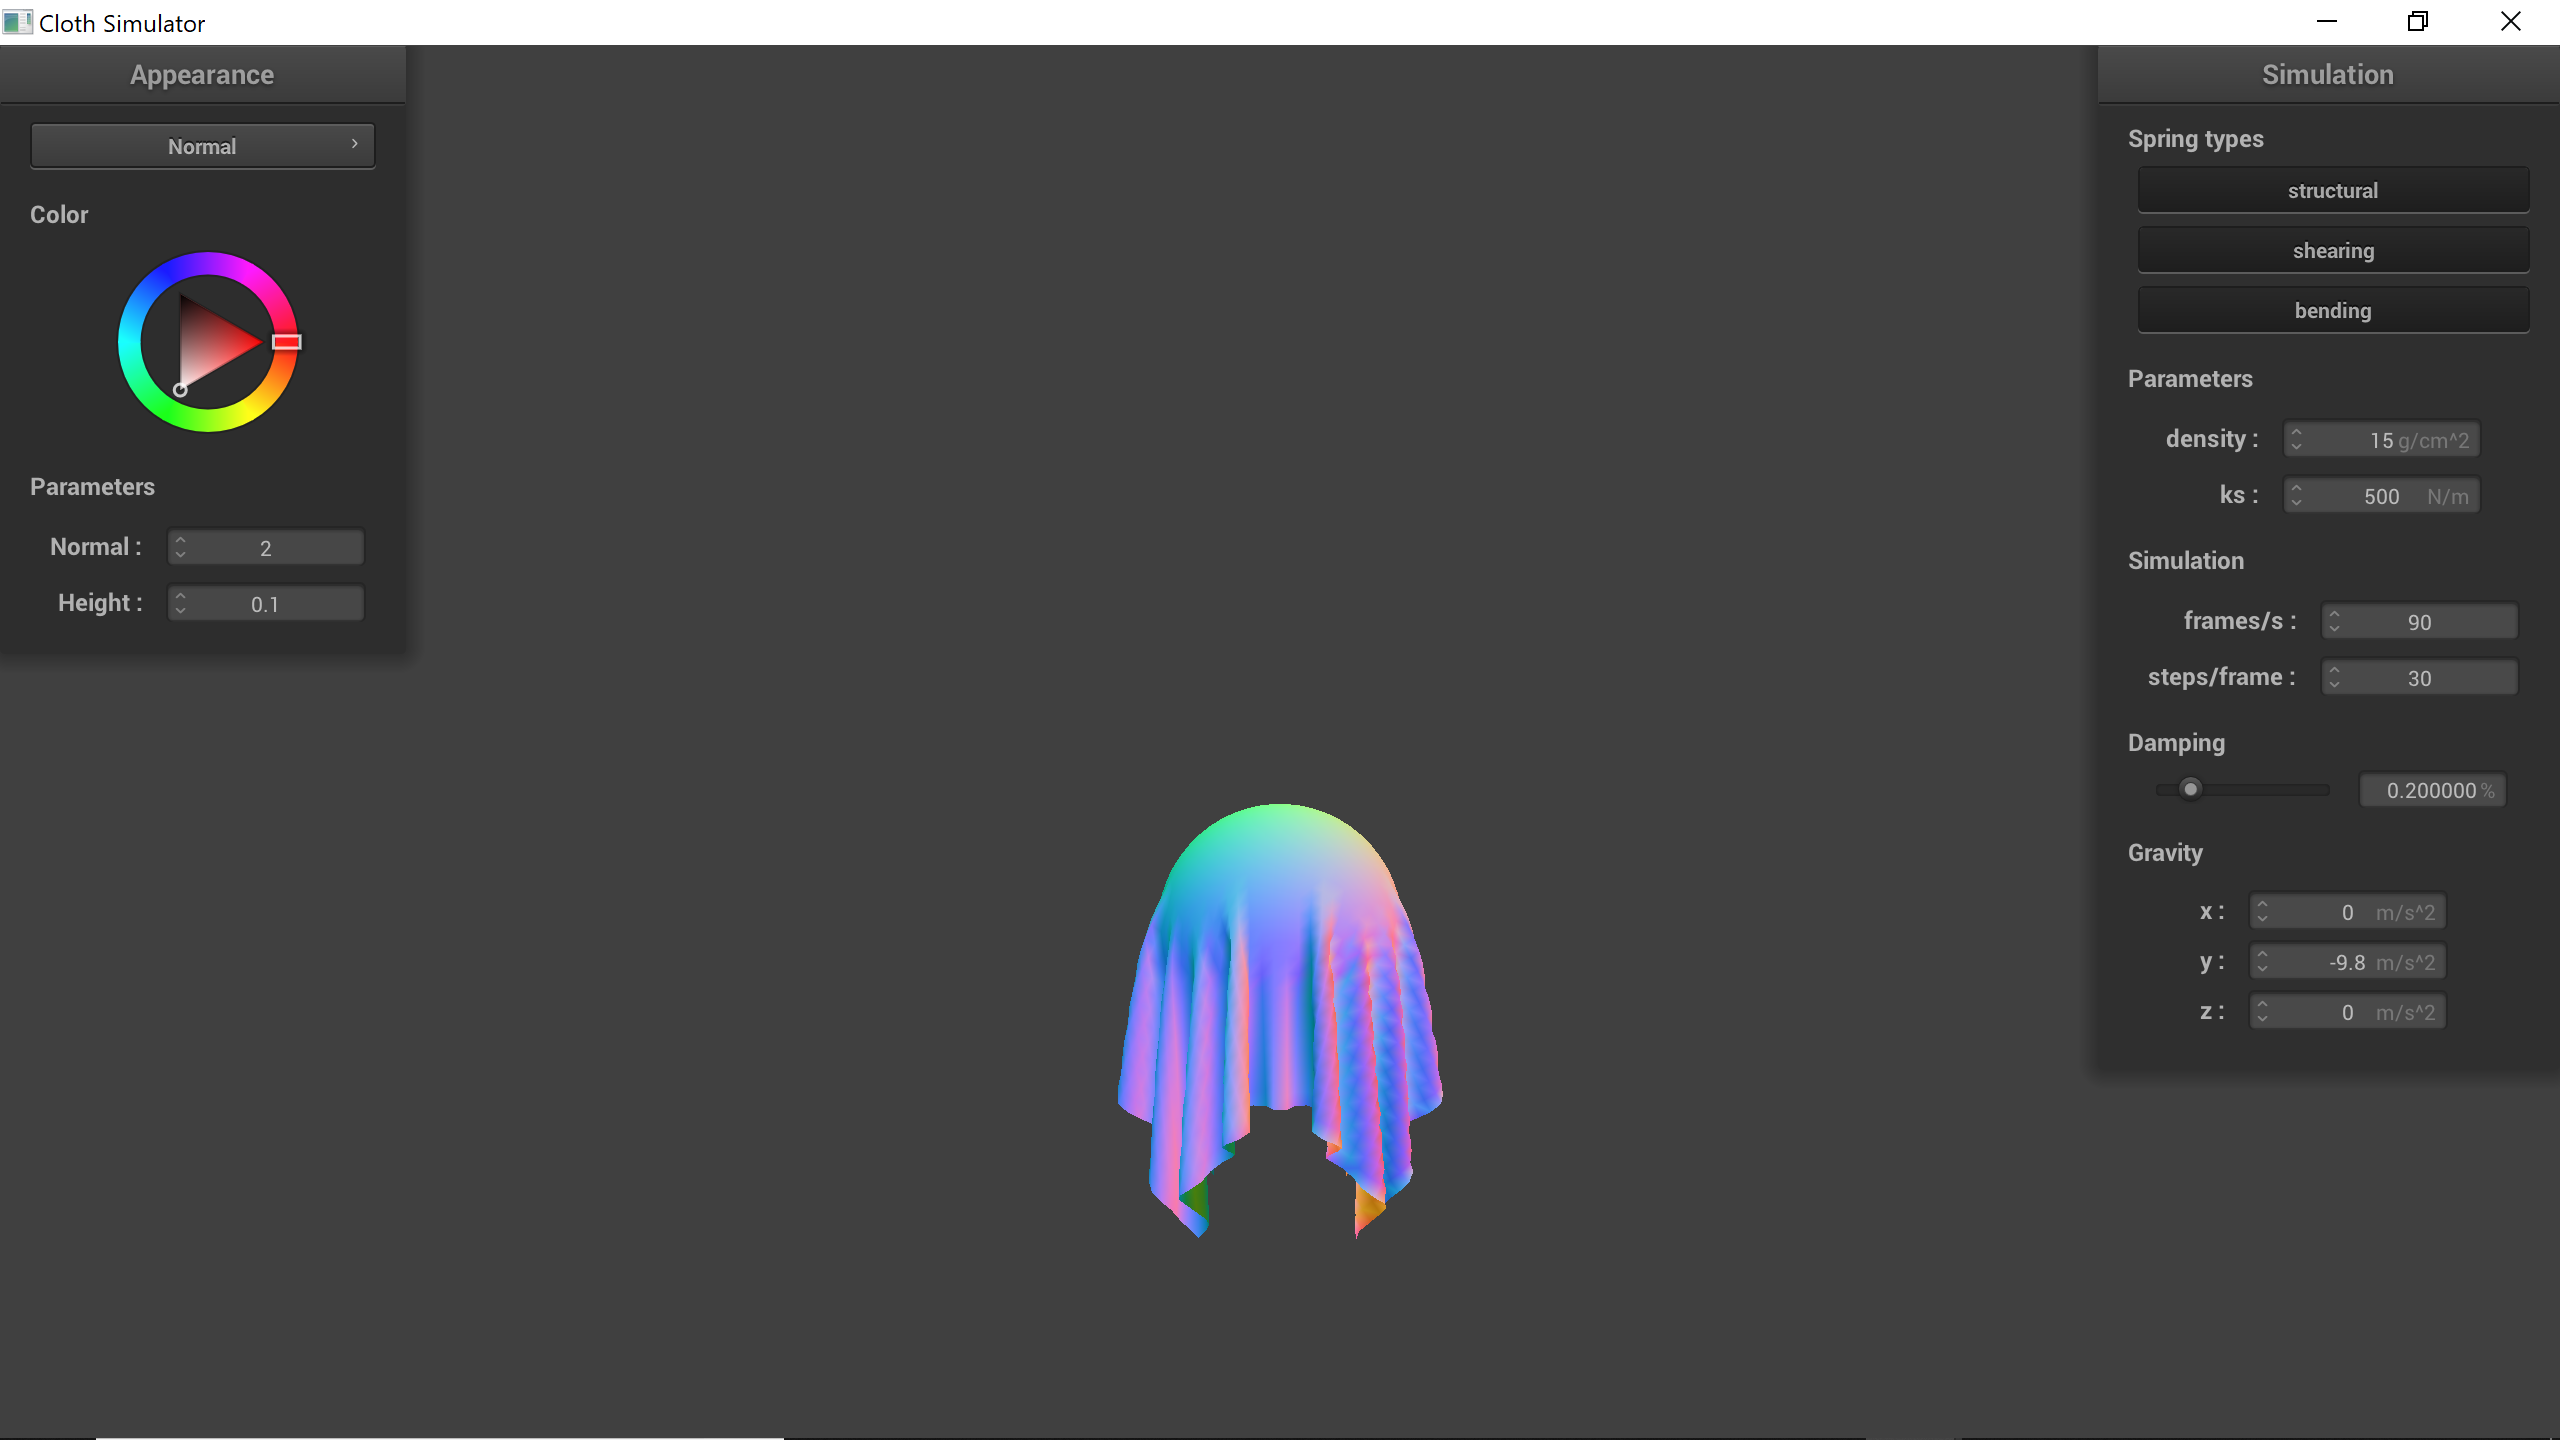 Cloth Simulator
Appearance
Normal
Color
Parameters
Normal : 2
Height : 0.1
Simulation
Spring types
structural
shearing
bending
Parameters
density : 15 g/cm^2
ks : 500 N/m
Simulation
frames/s : 90
steps/frame : 30
Damping
0.200000 %
Gravity
x : 0 m/s^2
y : -9.8 m/s^2
z : 0 m/s^2